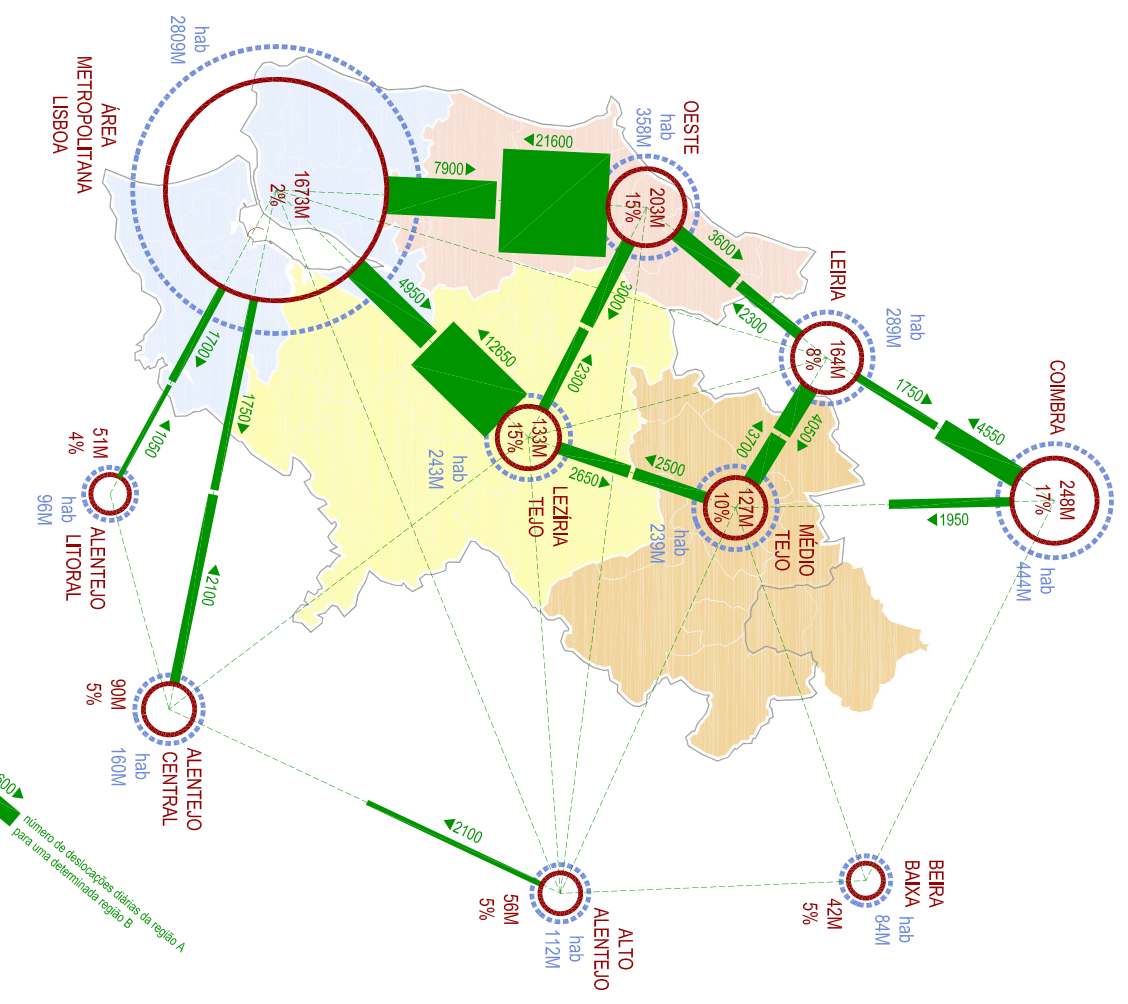 COIMBRA
248M
17%
hab
444M
BEIRA
BAIXA
hab
84M
42M
5%
4550
1750
1950
LEIRIA
hab
289M
164M
8%
MÉDIO
TEJO
127M
10%
hab
239M
4050
3700
3600
2300
OESTE
hab
358M
203M
15%
2500
2650
3000
2300
LEZÍRIA
TEJO
133M
15%
hab
243M
ALTO
ALENTEJO
hab
112M
56M
5%
2100
21600
7900
12650
4950
1673M
2%
hab
2809M
ÁREA
METROPOLITANA
LISBOA
1700
1050
1750
2100
51M
4%
ALENTEJO
LITORAL
hab
96M
ALENTEJO
CENTRAL
hab
160M
90M
5%
600
número de deslocações diárias da região A
para uma determinada região B